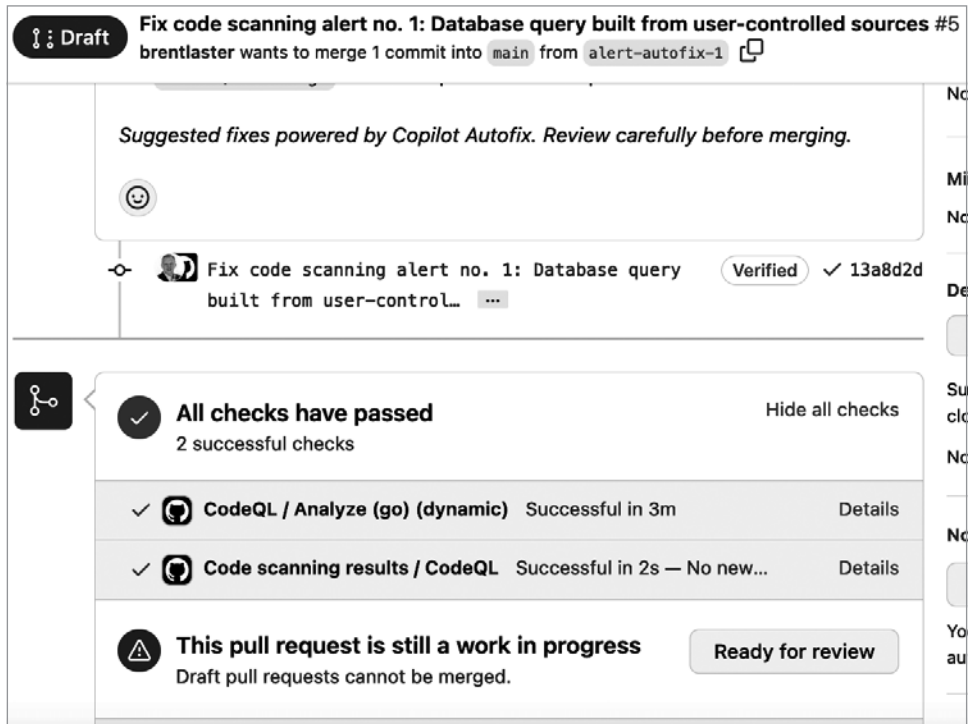 Draft
Fix code scanning alert no. 1: Database query built from user-controlled sources #5
brentlaster wants to merge 1 commit into main from alert-autofix-1
Suggested fixes powered by Copilot Autofix. Review carefully before merging.
Fix code scanning alert no. 1: Database query
built from user-control… ...
Verified
13a8d2d
All checks have passed
Hide all checks
2 successful checks
CodeQL / Analyze (go) (dynamic) Successful in 3m Details
Code scanning results / CodeQL Successful in 2s — No new... Details
This pull request is still a work in progress
Ready for review
Draft pull requests cannot be merged.